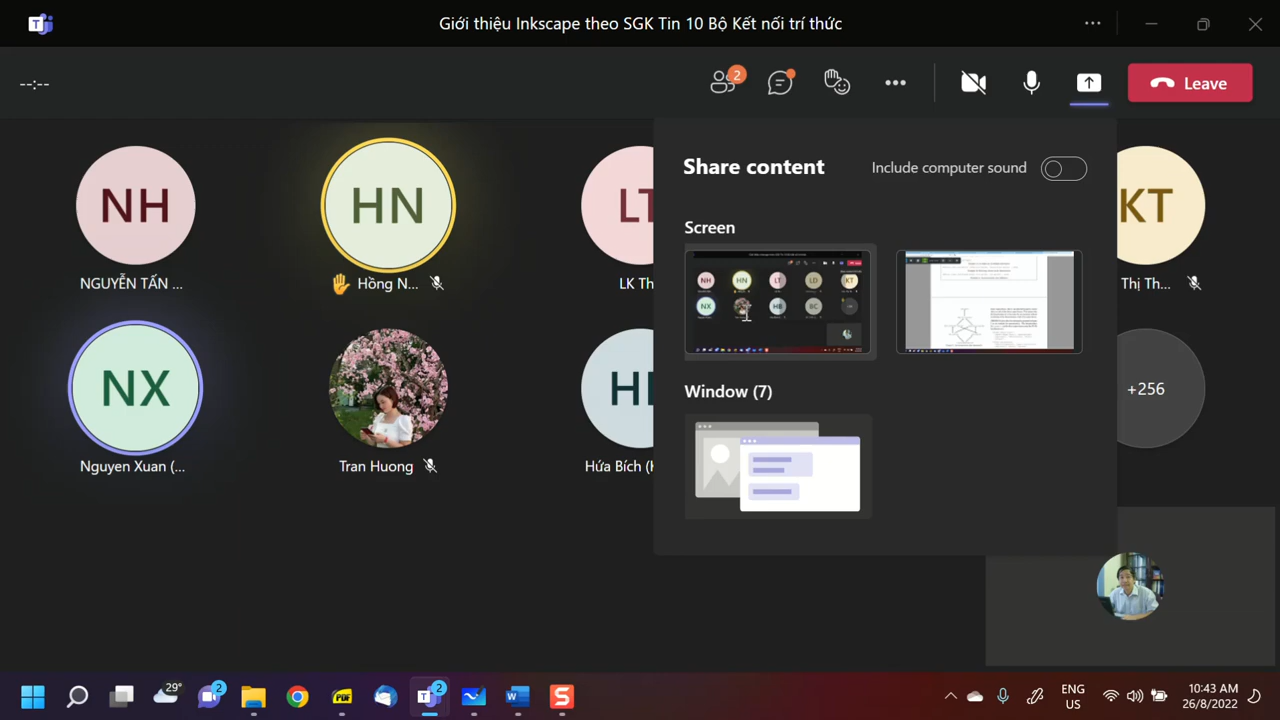 Giới thiệu Inkscape theo SGK Tin 10 Bộ Kết nối trí thức
--:--
2
Leave
Share content
Include computer sound
Screen
Window (7)
NH
HN
LT
KT
NGUYỄN TẤN ...
Hồng N...
LK Th
Thị Th...
NX
+256
Nguyen Xuan (...
Tran Huong
Hứa Bích (H
29°
2
PDF
2
ENG
US
10:43 AM
26/8/2022